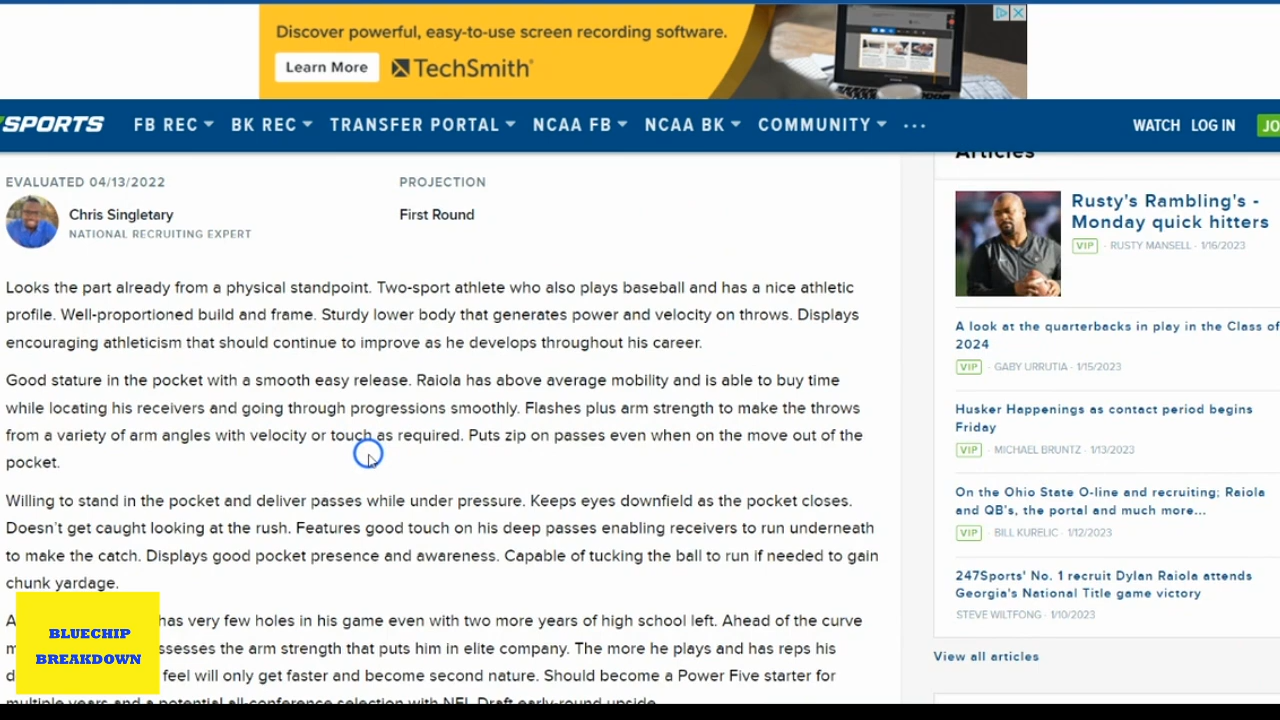 Discover powerful, easy-to-use screen recording software.
Learn More
TechSmith
SPORTS
FB REC
BK REC
TRANSFER PORTAL
NCAA FB
NCAA BK
COMMUNITY
...
WATCH
LOG IN
JO
Articles
EVALUATED 04/13/2022
PROJECTION
Chris Singletary
First Round
NATIONAL RECRUITING EXPERT
Looks the part already from a physical standpoint. Two-sport athlete who also plays baseball and has a nice athletic
profile. Well-proportioned build and frame. Sturdy lower body that generates power and velocity on throws. Displays
encouraging athleticism that should continue to improve as he develops throughout his career.
Good stature in the pocket with a smooth easy release. Raiola has above average mobility and is able to buy time
while locating his receivers and going through progressions smoothly. Flashes plus arm strength to make the throws
from a variety of arm angles with velocity or touch as required. Puts zip on passes even when on the move out of the
pocket.
Willing to stand in the pocket and deliver passes while under pressure. Keeps eyes downfield as the pocket closes.
Doesn't get caught looking at the rush. Features good touch on his deep passes enabling receivers to run underneath
to make the catch. Displays good pocket presence and awareness. Capable of tucking the ball to run if needed to gain
chunk yardage.
has very few holes in his game even with two more years of high school left. Ahead of the curve
the arm strength that puts him in elite company. The more he plays and has reps his
feel will only get faster and become second nature. Should become a Power Five starter for
multiple years and a potential all-conference selection with NFL Draft early-round upside.
BLUECHIP
BREAKDOWN
Rusty's Rambling's -
Monday quick hitters
VIP · RUSTY MANSELL · 1/16/2023
A look at the quarterbacks in play in the Class of
2024
VIP · GABY URRUTIA · 1/15/2023
Husker Happenings as contact period begins
Friday
VIP · MICHAEL BRUNTZ · 1/13/2023
On the Ohio State O-line and recruiting; Raiola
and QB's, the portal and much more...
VIP · BILL KURELIC · 1/12/2023
247Sports' No. 1 recruit Dylan Raiola attends
Georgia's National Title game victory
STEVE WILTFONG · 1/10/2023
View all articles